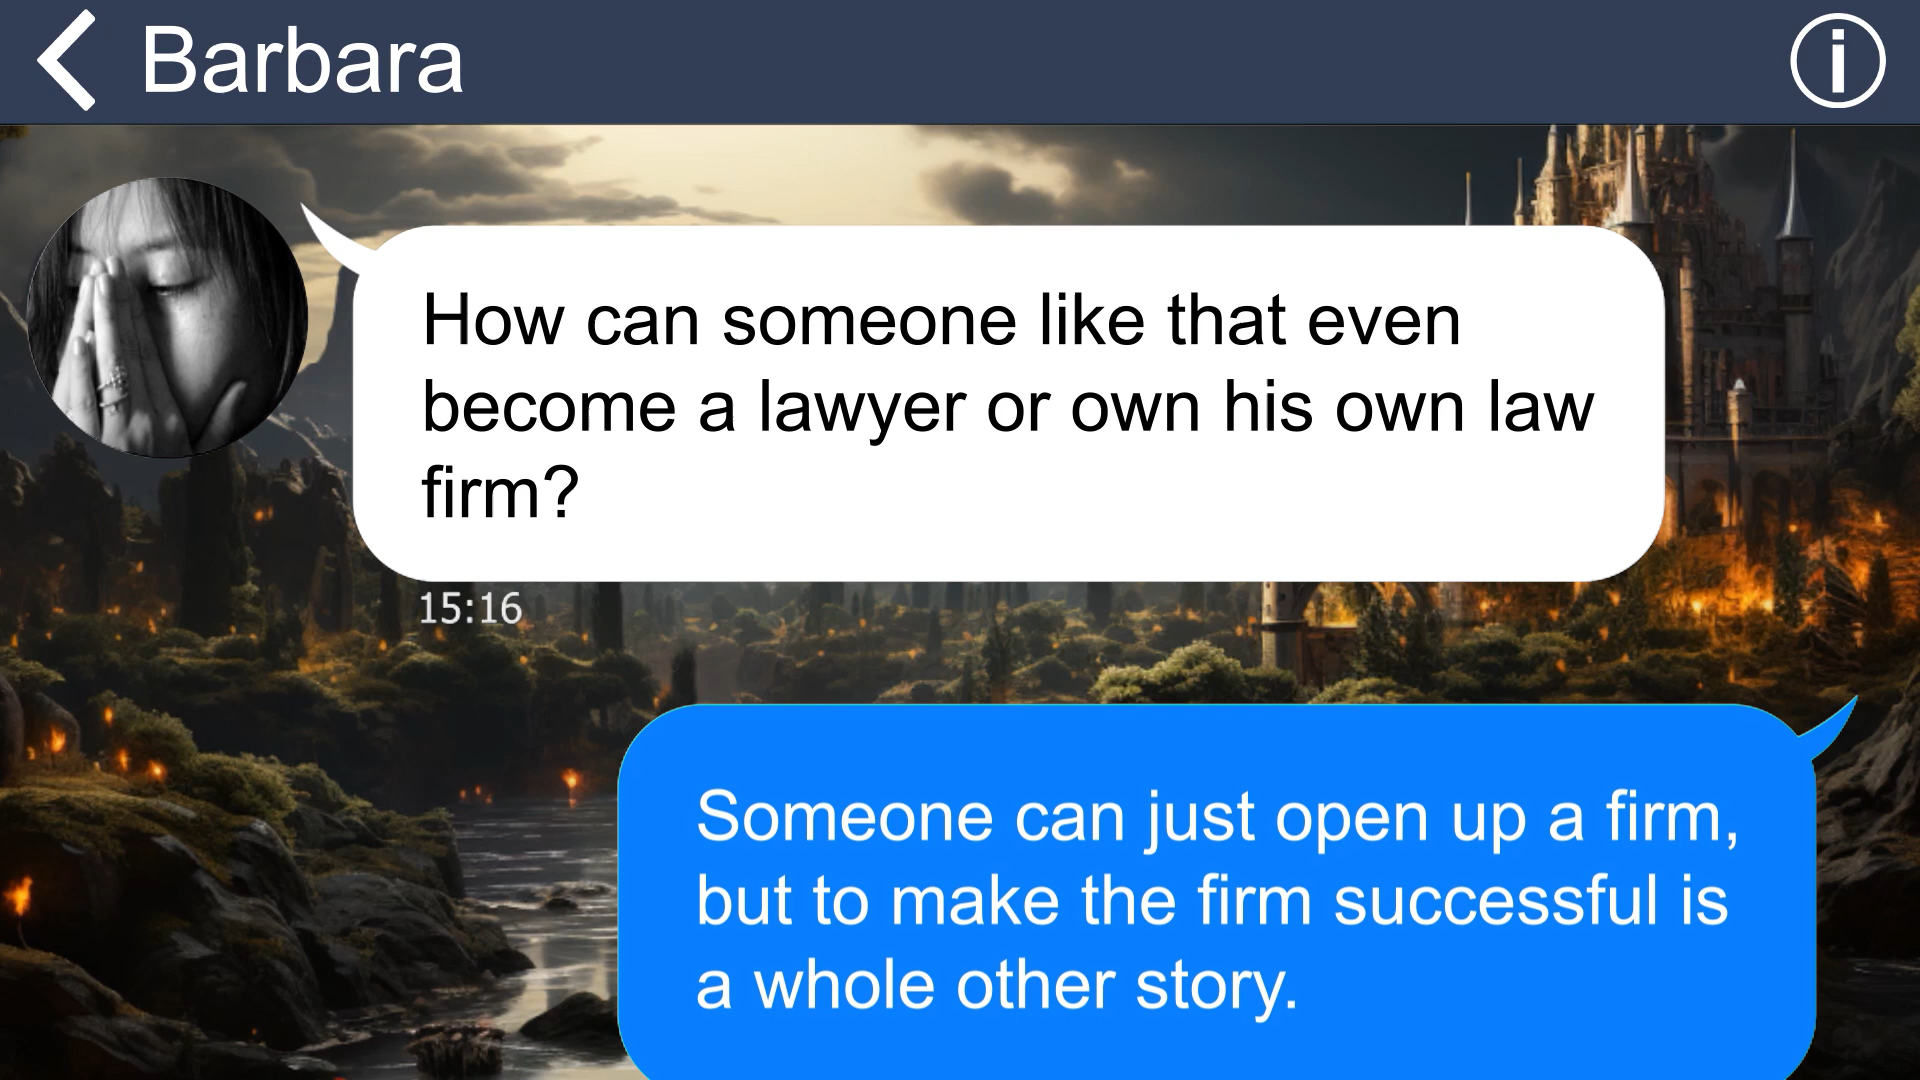 Barbara
How can someone like that even
become a lawyer or own his own law
firm?
15:16
Someone can just open up a firm,
but to make the firm successful is
a whole other story.